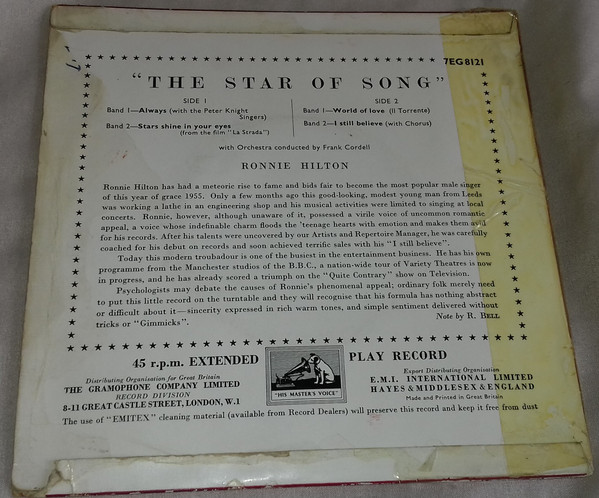 7EG 8121
"THE STAR OF SONG"
SIDE 1
Band 1—Always (with the Peter Knight
Singers)
Band 2—Stars shine in your eyes
(from the film "La Strada")
SIDE 2
Band 1—World of love (Il Torrente)
Band 2—I still believe (with Chorus)
with Orchestra conducted by Frank Cordell
RONNIE HILTON
Ronnie Hilton has had a meteoric rise to fame and bids fair to become the most popular male singer
of this year of grace 1955. Only a few months ago this good-looking, modest young man from Leeds
was working a lathe in an engineering shop and his musical activities were limited to singing at local
concerts. Ronnie, however, although unaware of it, possessed a virile voice of uncommon romantic
appeal, a voice whose indefinable charm floods the 'teenage hearts with emotion and makes them avid
for his records. After his talents were uncovered by our Artists and Repertoire Manager, he was carefully
coached for his debut on records and soon achieved terrific sales with his "I still believe".
Today this modern troubadour is one of the busiest in the entertainment business. He has his own
programme from the Manchester studios of the B.B.C., a nation-wide tour of Variety Theatres is now
in progress, and he has already scored a triumph on the "Quite Contrary" show on Television.
Psychologists may debate the causes of Ronnie's phenomenal appeal; ordinary folk merely need
to put this little record on the turntable and they will recognise that his formula has nothing abstract
or difficult about it—sincerity expressed in rich warm tones, and simple sentiment delivered without
tricks or "Gimmicks".
Note by R. BELL
45 r.p.m. EXTENDED PLAY RECORD
Distributing Organisation for Great Britain
THE GRAMOPHONE COMPANY LIMITED
RECORD DIVISION
8-11 GREAT CASTLE STREET, LONDON, W.1
"HIS MASTER'S VOICE"
Export Distributing Organisation
E.M.I. INTERNATIONAL LIMITED
HAYES & MIDDLESEX & ENGLAND
Made and Printed in Great Britain
The use of "EMITEX" cleaning material (available from Record Dealers) will preserve this record and keep it free from dust